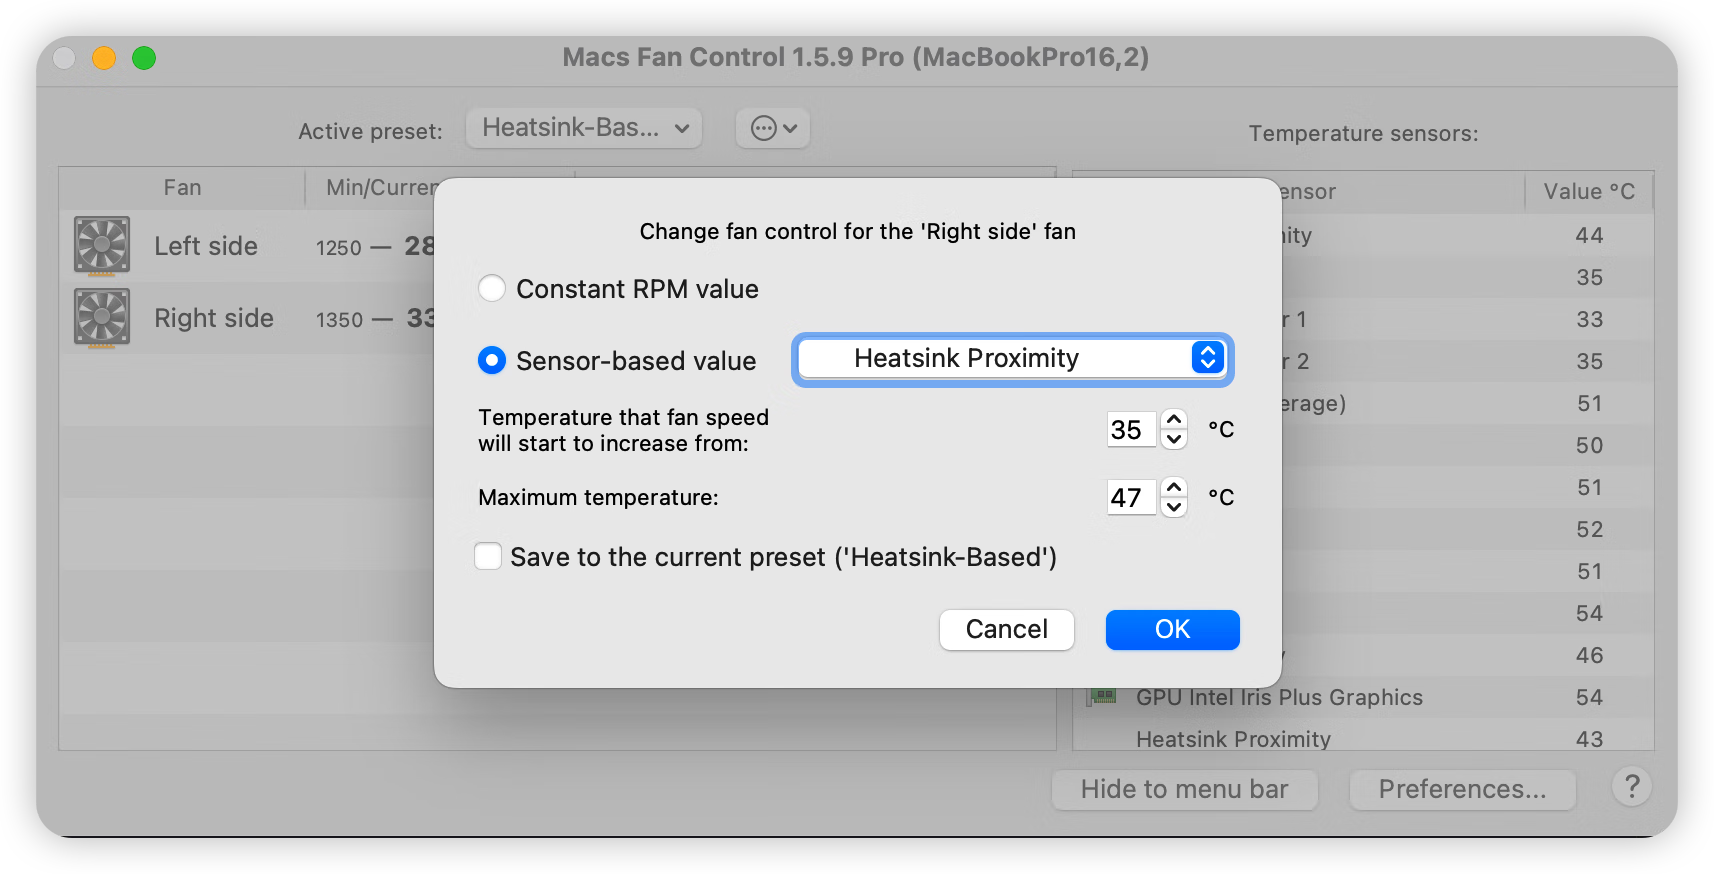 Macs Fan Control 1.5.9 Pro (MacBookPro16,2)
Active preset: Heatsink-Bas...
Temperature sensors:
Fan Min/Curren
ensor Value °C
Left side 1250 — 28
Right side 1350 — 33
Change fan control for the 'Right side' fan
Constant RPM value
Sensor-based value Heatsink Proximity
Temperature that fan speed
will start to increase from: 35 °C
Maximum temperature: 47 °C
Save to the current preset ('Heatsink-Based')
Cancel OK
ity 44
35
r 1 33
r 2 35
erage) 51
50
51
52
51
54
46
GPU Intel Iris Plus Graphics 54
Heatsink Proximity 43
Hide to menu bar Preferences... ?